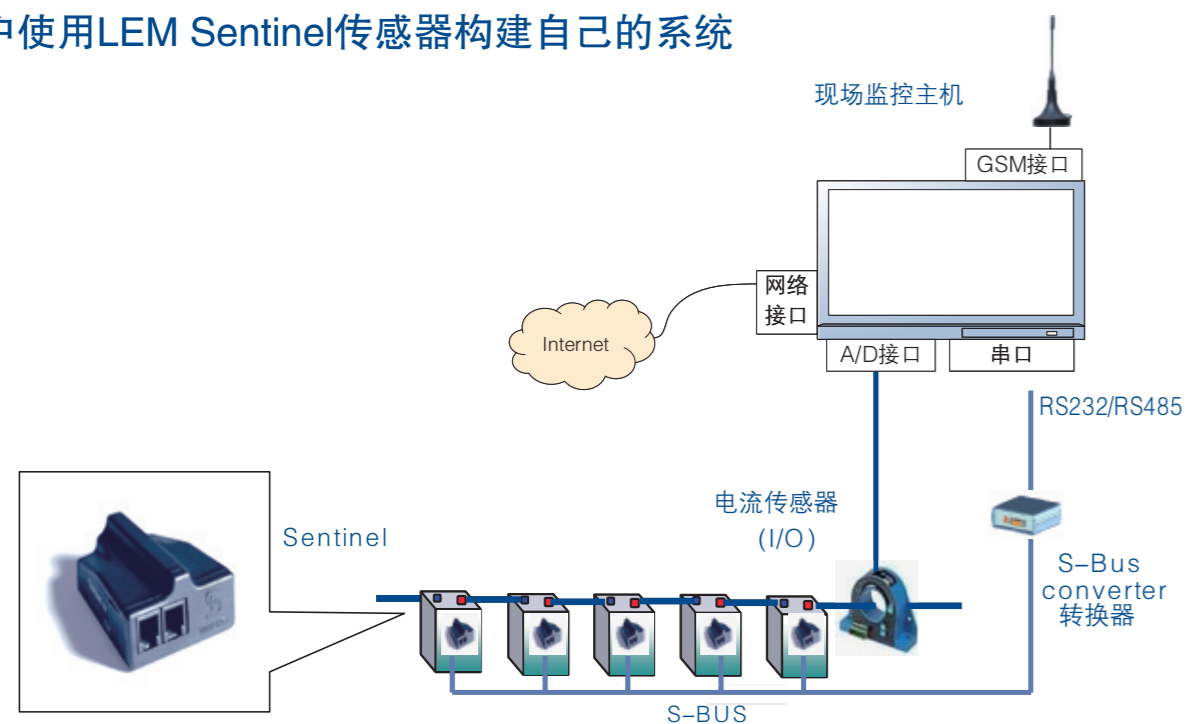 户使用LEM Sentinel传感器构建自己的系统
现场监控主机
GSM接口
网络
接口
Internet
A/D接口
串口
RS232/RS485
电流传感器
(I/O)
Sentinel
S-Bus
converter
转换器
S-BUS